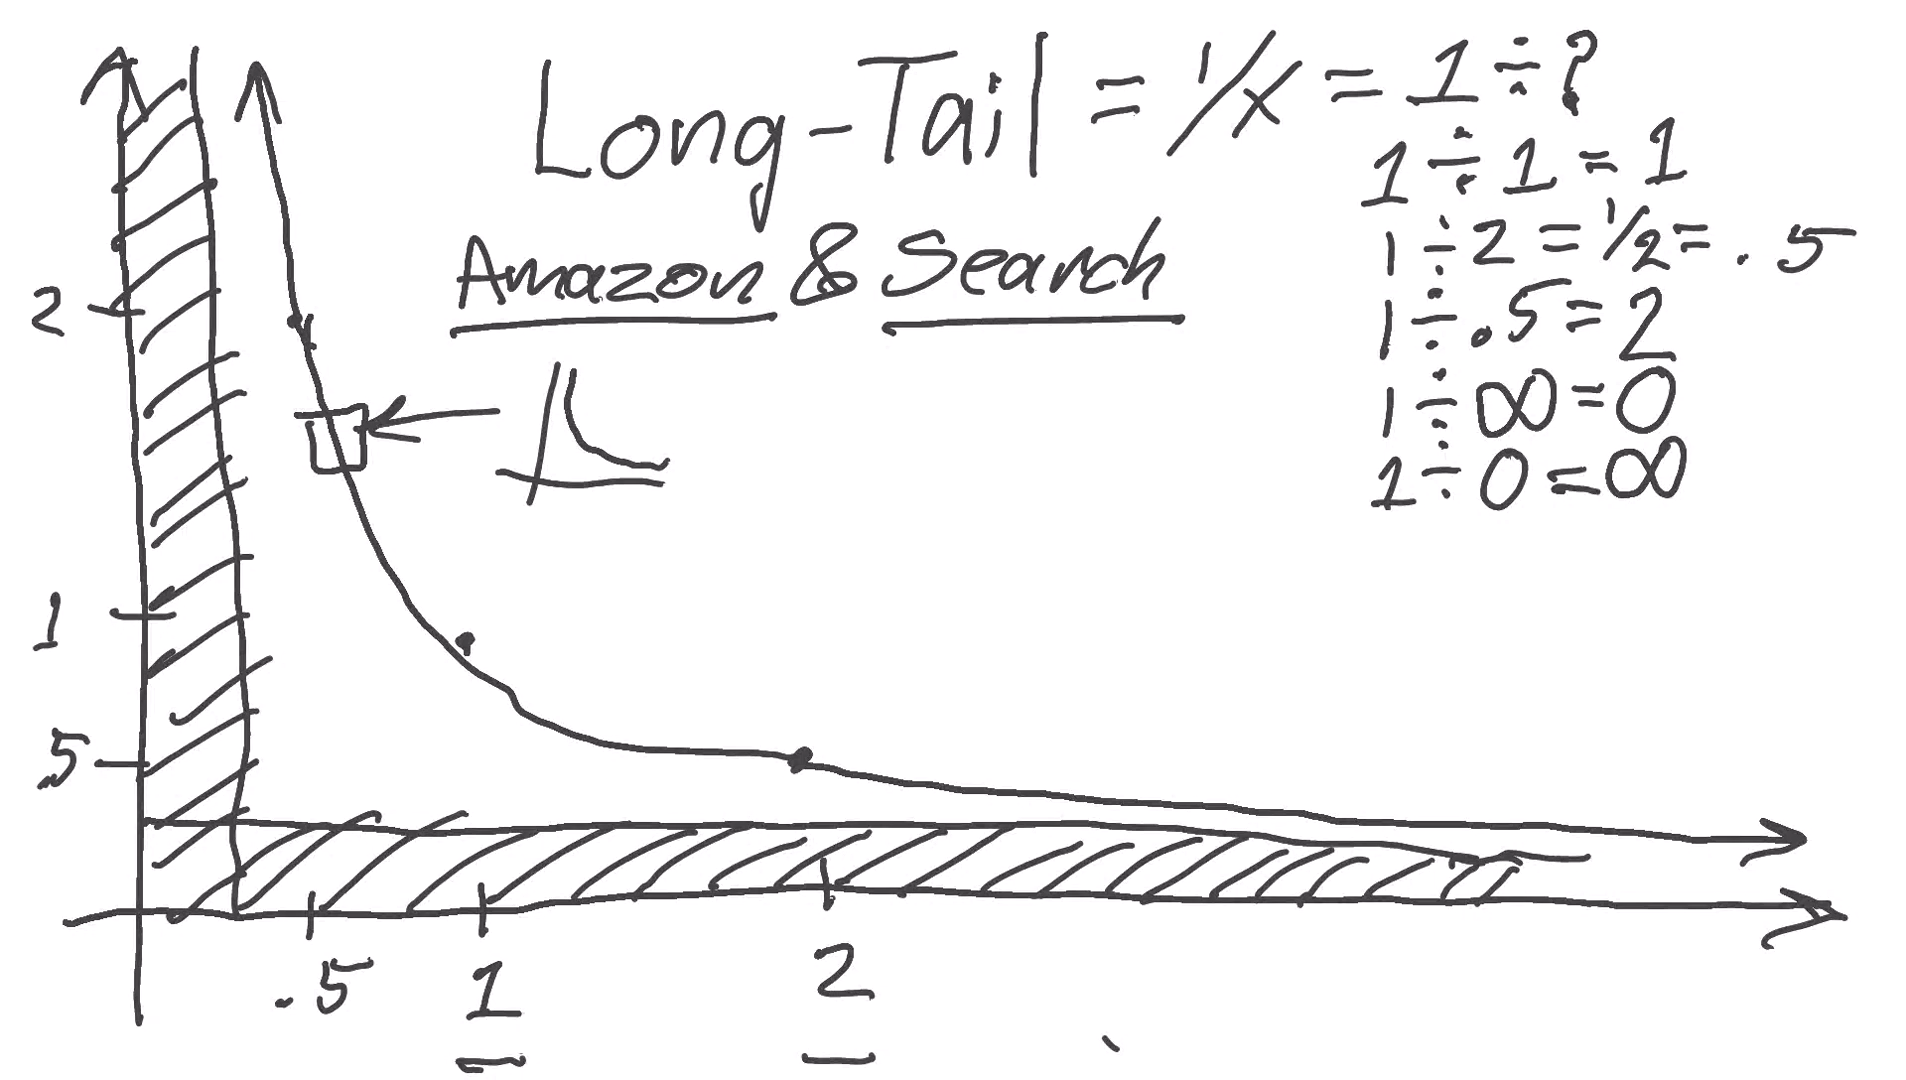 Long-Tail = 1/x = 1 ÷ ?
1 ÷ 1 = 1
Amazon & Search
1 ÷ 2 = 1/2 = .5
1 ÷ .5 = 2
1 ÷ ∞ = 0
1 ÷ 0 = ∞
2
1
.5
.5 1 2